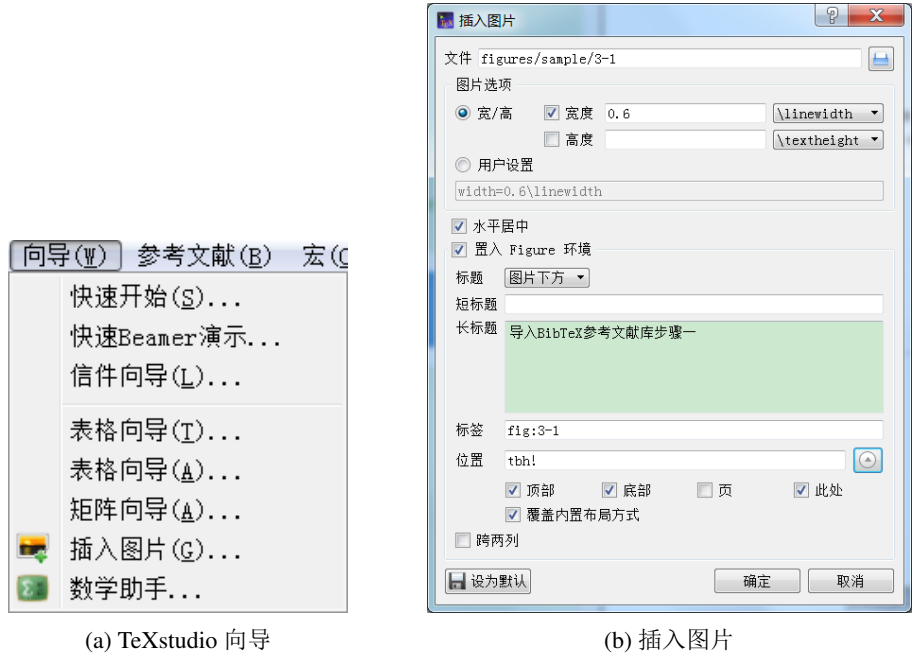 向导(W) 参考文献(B) 宏(
快速开始(S)...
快速Beamer演示...
信件向导(L)...
表格向导(T)...
表格向导(A)...
矩阵向导(A)...
插入图片(G)...
数学助手...
(a) TeXstudio 向导
插入图片
文件 figures/sample/3-1
图片选项
宽/高 宽度 0.6 \linewidth
高度 \textheight
用户设置
width=0.6\linewidth
水平居中
置入 Figure 环境
标题 图片下方
短标题
长标题 导入BibTeX参考文献库步骤一
标签 fig:3-1
位置 tbh!
顶部 底部 页 此处
覆盖内置布局方式
跨两列
设为默认 确定 取消
(b) 插入图片